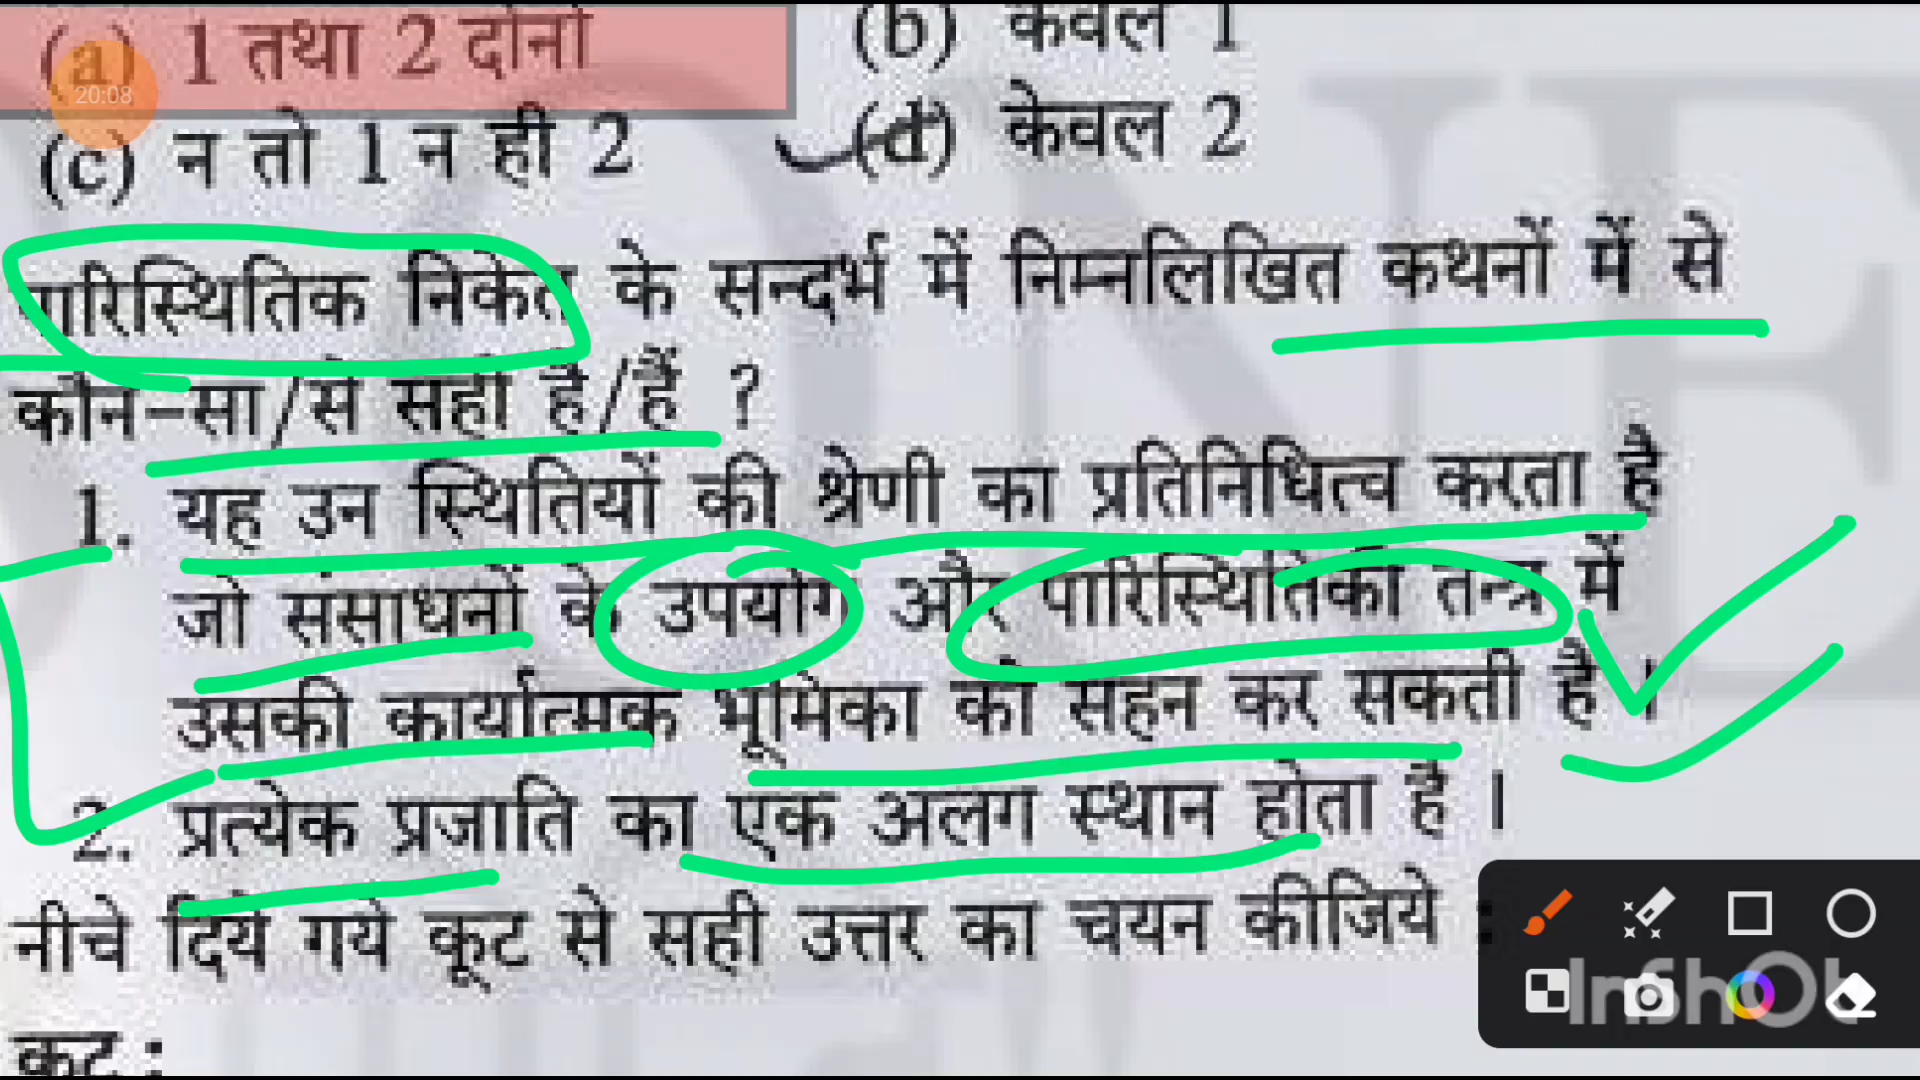 (a) 1 तथा 2 दोनों (b) केवल 1
20:08
(c) न तो 1 न ही 2 (d) केवल 2
पारिस्थितिक निकेत के सन्दर्भ में निम्नलिखित कथनों में से
कौन-सा/से सही है/हैं ?
1. यह उन स्थितियों की श्रेणी का प्रतिनिधित्व करता है
जो संसाधनों के उपयोग और पारिस्थितिकी तन्त्र में
उसकी कार्यात्मक भूमिका को सहन कर सकती है ।
2. प्रत्येक प्रजाति का एक अलग स्थान होता है ।
नीचे दिये गये कूट से सही उत्तर का चयन कीजिये :
InShOt
कूट :